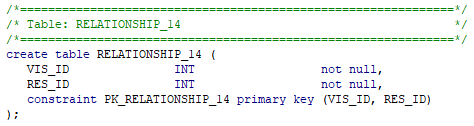 /*==============================================================*/
/* Table: RELATIONSHIP_14                                       */
/*==============================================================*/
create table RELATIONSHIP_14 (
   VIS_ID               INT                  not null,
   RES_ID               INT                  not null,
   constraint PK_RELATIONSHIP_14 primary key (VIS_ID, RES_ID)
);